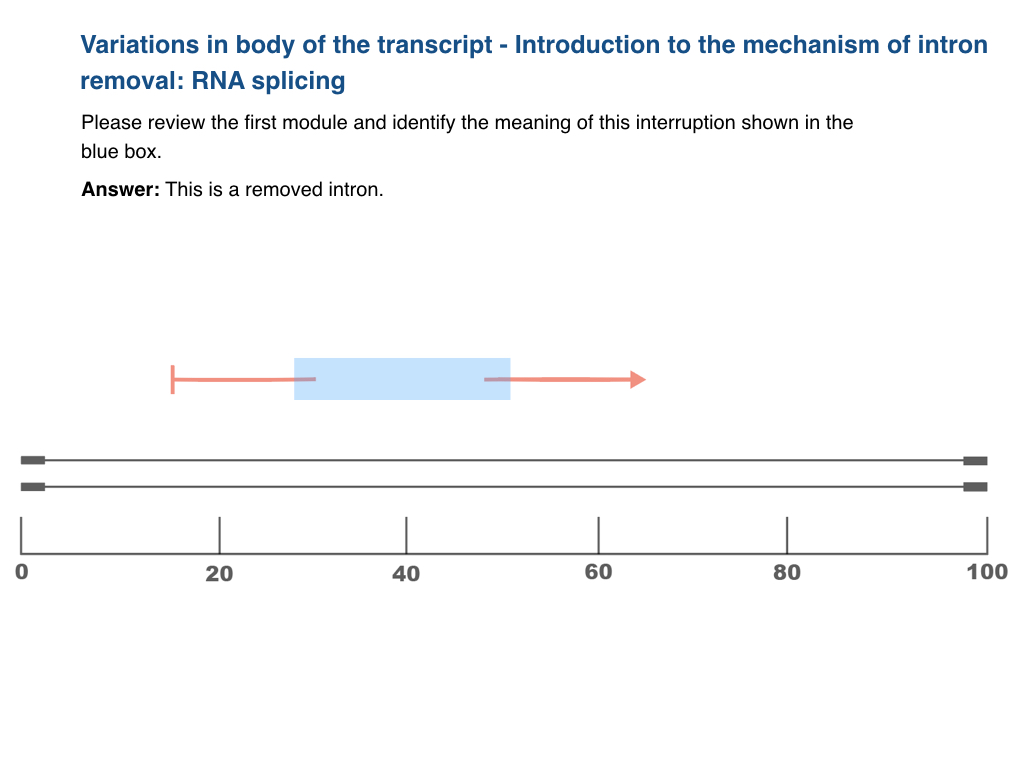 Variations in body of the transcript - Introduction to the mechanism of intron
removal: RNA splicing
Please review the first module and identify the meaning of this interruption shown in the
blue box.
Answer: This is a removed intron.
0 20 40 60 80 100